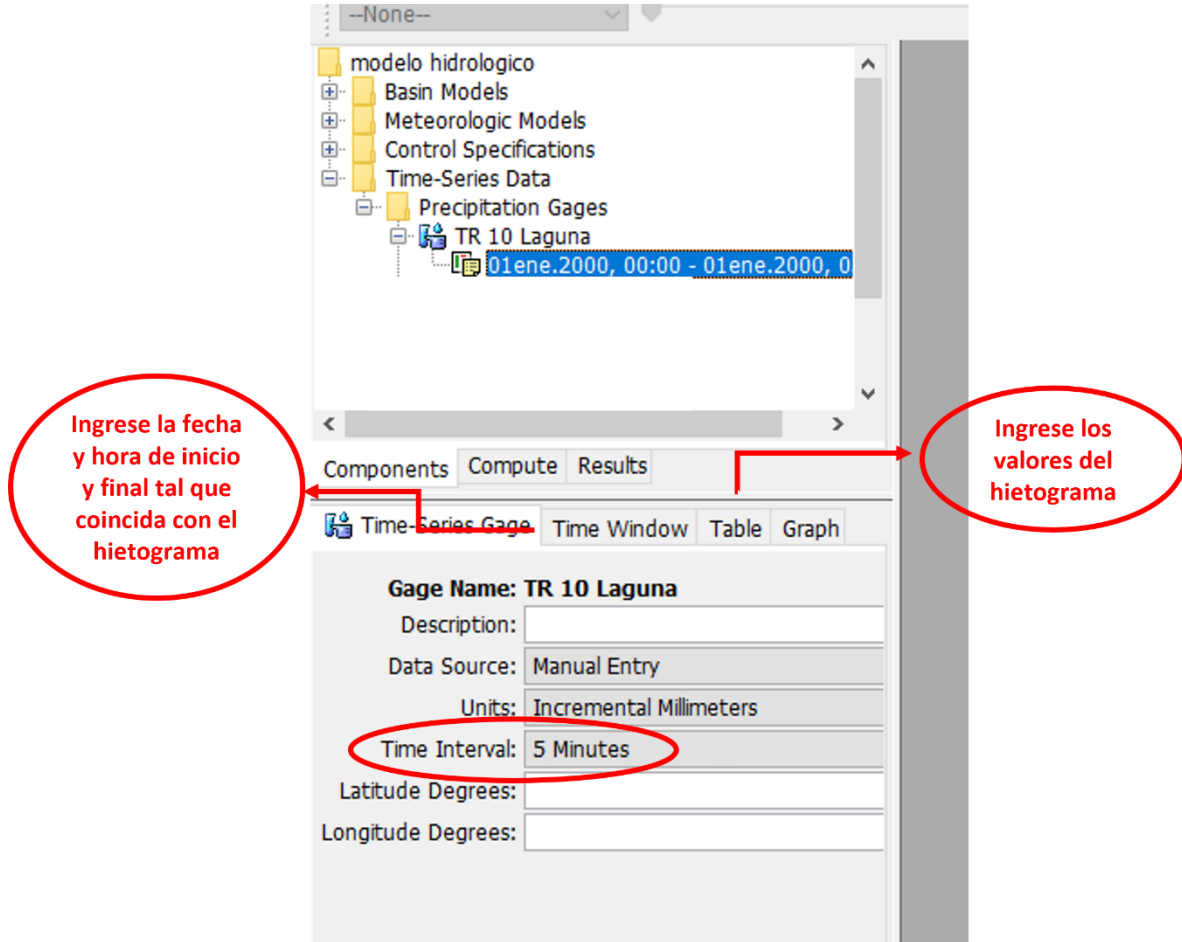 --None--
modelo hidrologico
Basin Models
Meteorologic Models
Control Specifications
Time-Series Data
Precipitation Gages
TR 10 Laguna
01ene.2000, 00:00 - 01ene.2000, 0
Ingrese la fecha
y hora de inicio
y final tal que
coincida con el
hietograma
Ingrese los
valores del
hietograma
Components Compute Results
Time-Series Gage Time Window Table Graph
Gage Name: TR 10 Laguna
Description:
Data Source: Manual Entry
Units: Incremental Millimeters
Time Interval: 5 Minutes
Latitude Degrees:
Longitude Degrees: